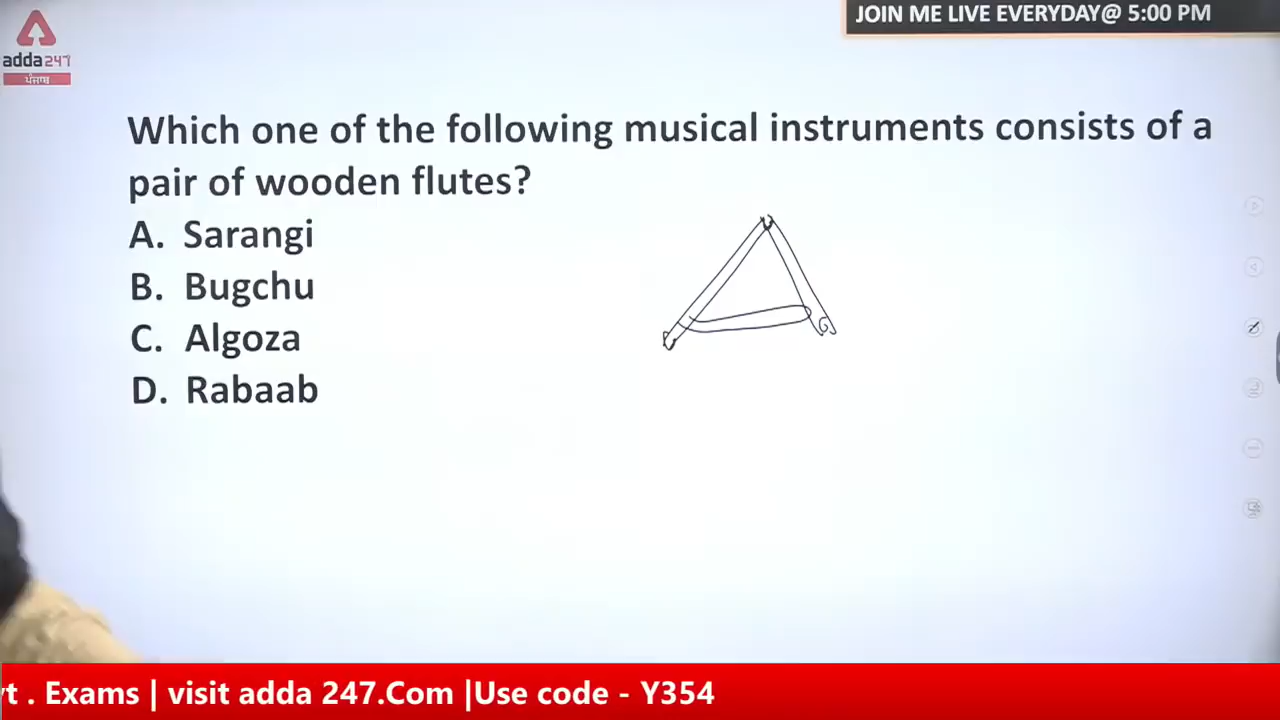 JOIN ME LIVE EVERYDAY@ 5:00 PM
adda247
ਪੰਜਾਬ
Which one of the following musical instruments consists of a
pair of wooden flutes?
A. Sarangi
B. Bugchu
C. Algoza
D. Rabaab
. Exams | visit adda 247.Com |Use code - Y354